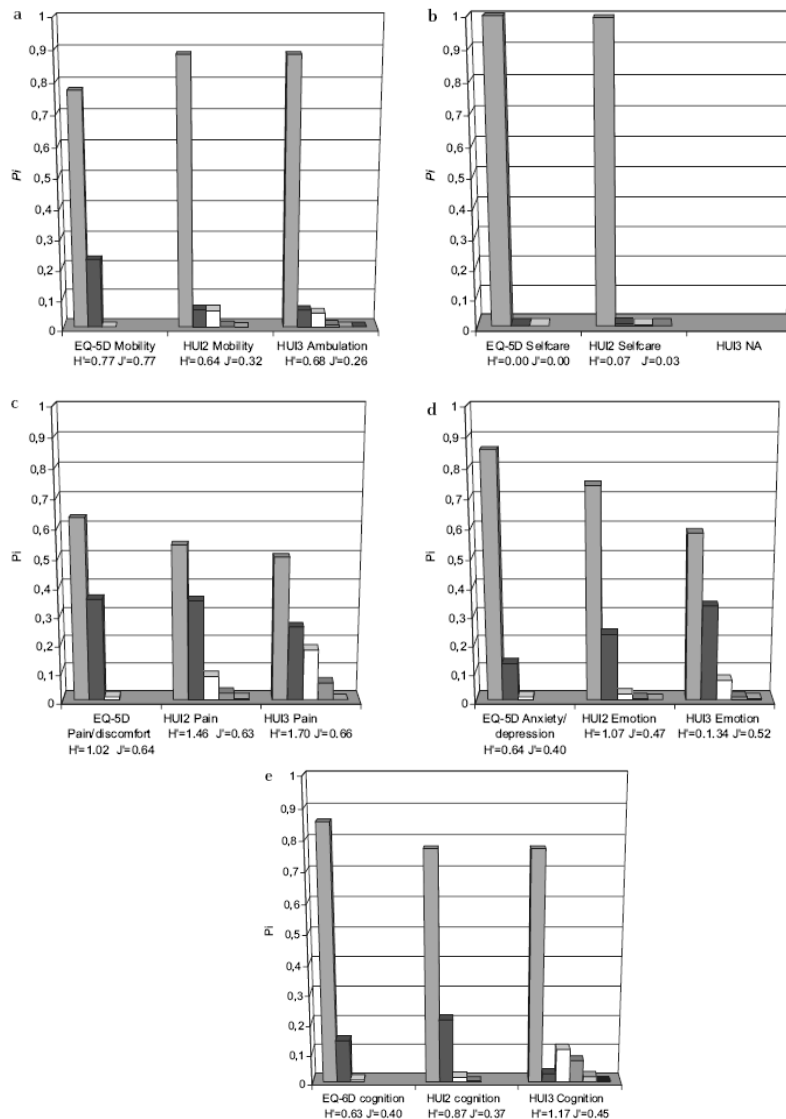 a
1
0,9
0,8
0,7
0,6
0,5
0,4
0,3
0,2
0,1
0
Pi
EQ-5D Mobility HUI2 Mobility HUI3 Ambulation
H'=0.77 J'=0.77 H'=0.64 J'=0.32 H'=0.68 J'=0.26
b
1
0,9
0,8
0,7
0,6
0,5
0,4
0,3
0,2
0,1
0
Pi
EQ-5D Selfcare HUI2 Selfcare HUI3 NA
H'=0.00 J'=0.00 H'=0.07 J'=0.03
c
1
0,9
0,8
0,7
0,6
0,5
0,4
0,3
0,2
0,1
0
Pi
EQ-5D HUI2 Pain HUI3 Pain
Pain/discomfort H'=1.46 J'=0.63 H'=1.70 J'=0.66
H'=1.02 J'=0.64
d
1
0,9
0,8
0,7
0,6
0,5
0,4
0,3
0,2
0,1
0
Pi
EQ-5D Anxiety/ HUI2 Emotion HUI3 Emotion
depression H'=1.07 J'=0.47 H'=0.1.34 J'=0.52
H'=0.64 J'=0.40
e
1
0,9
0,8
0,7
0,6
0,5
0,4
0,3
0,2
0,1
0
Pi
EQ-6D cognition HUI2 cognition HUI3 Cognition
H'=0.63 J'=0.40 H'=0.87 J'=0.37 H'=1.17 J'=0.45